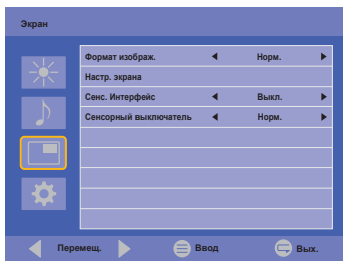 Экран
Формат изображ. Норм.
Настр. экрана
Сенс. Интерфейс Выкл.
Сенсорный выключатель Норм.
Перемещ. Ввод Вых.